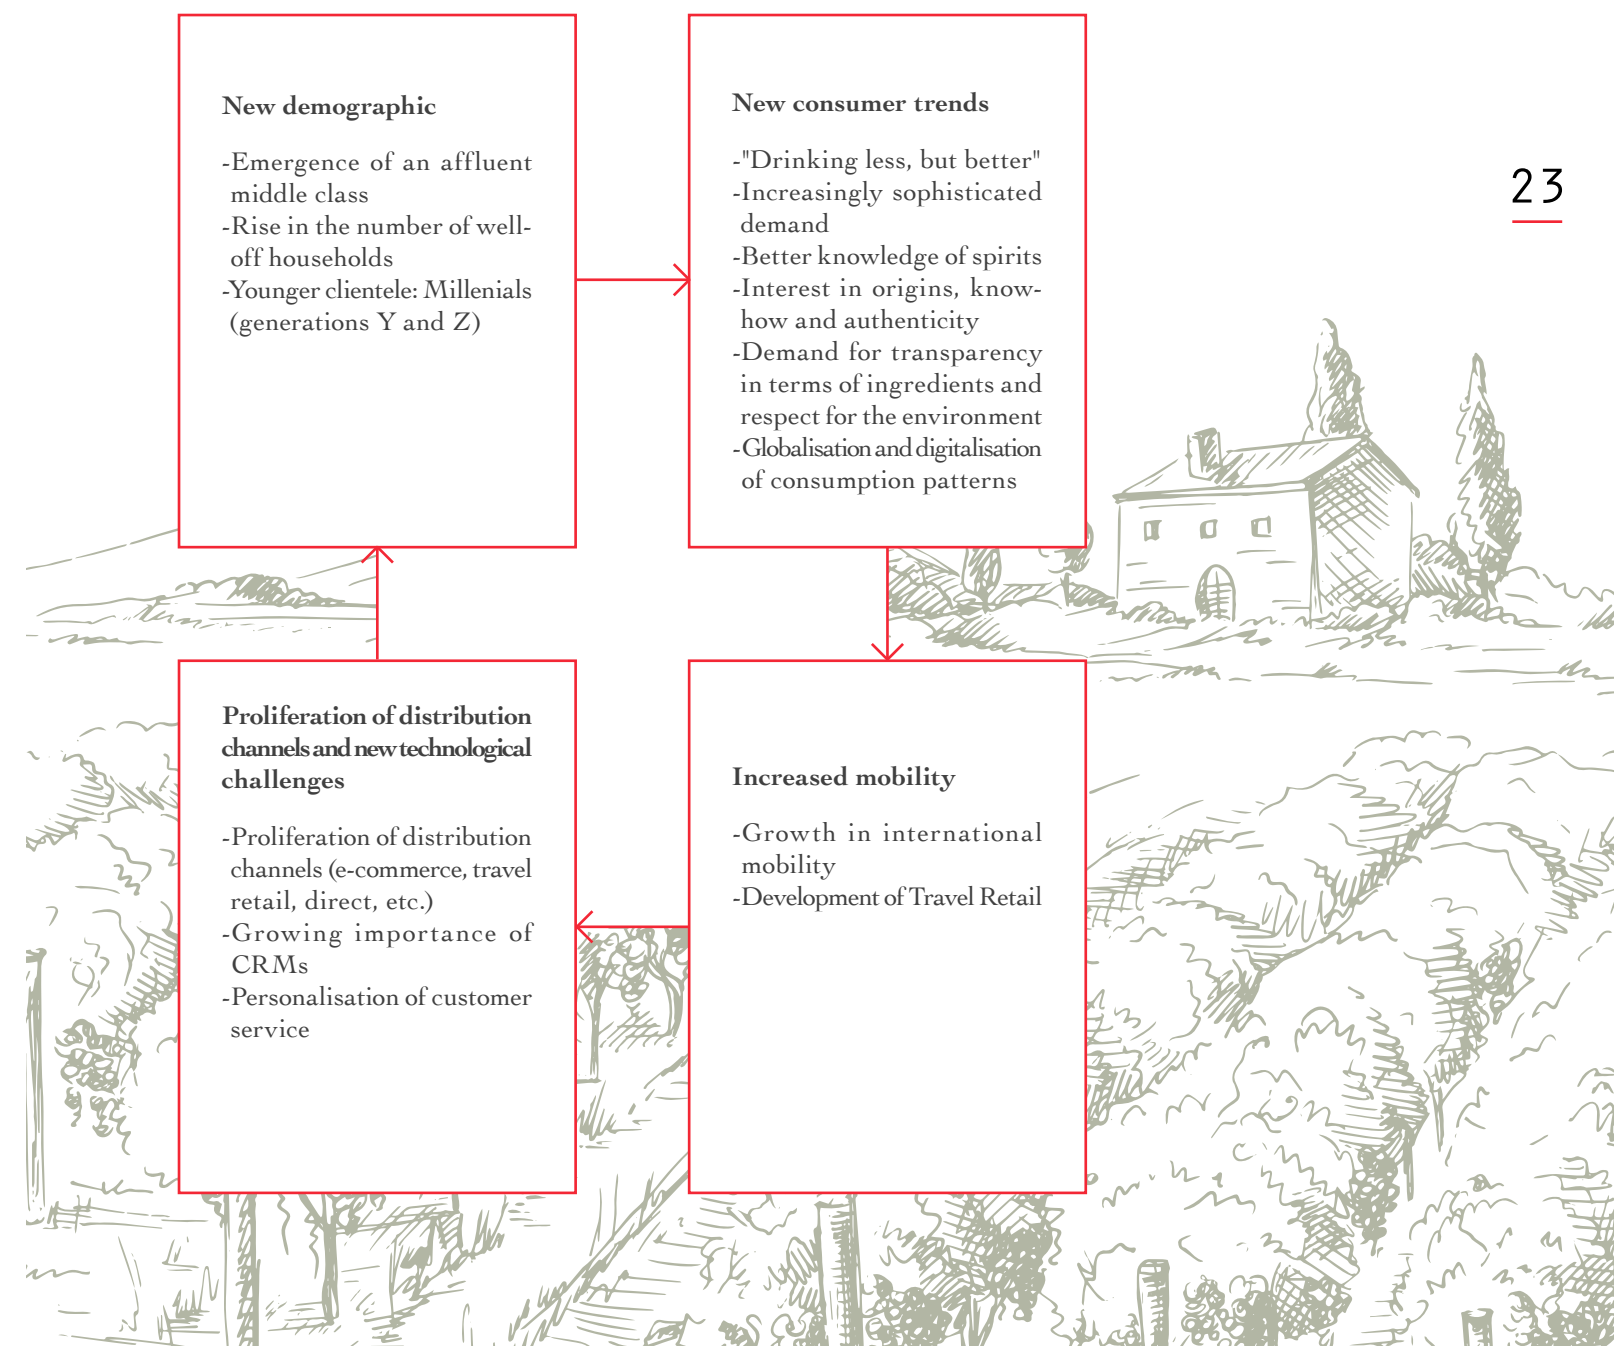 New demographic
-Emergence of an affluent
middle class
-Rise in the number of well-
off households
-Younger clientele: Millenials
(generations Y and Z)
New consumer trends
-"Drinking less, but better"
-Increasingly sophisticated
demand
-Better knowledge of spirits
-Interest in origins, know-
how and authenticity
-Demand for transparency
in terms of ingredients and
respect for the environment
-Globalisation and digitalisation
of consumption patterns
23
Proliferation of distribution
channels and new technological
challenges
-Proliferation of distribution
channels (e-commerce, travel
retail, direct, etc.)
-Growing importance of
CRMs
-Personalisation of customer
service
Increased mobility
-Growth in international
mobility
-Development of Travel Retail